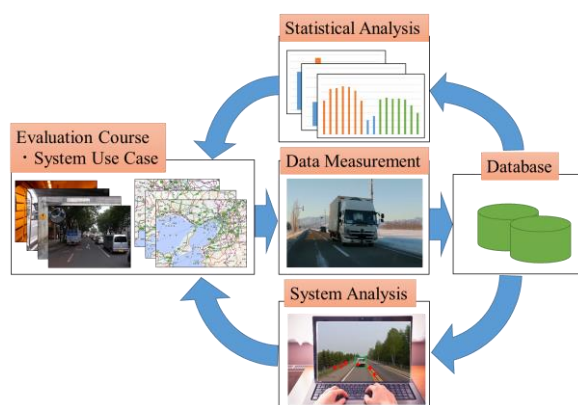 Statistical Analysis
Evaluation Course
・System Use Case
Data Measurement
Database
System Analysis